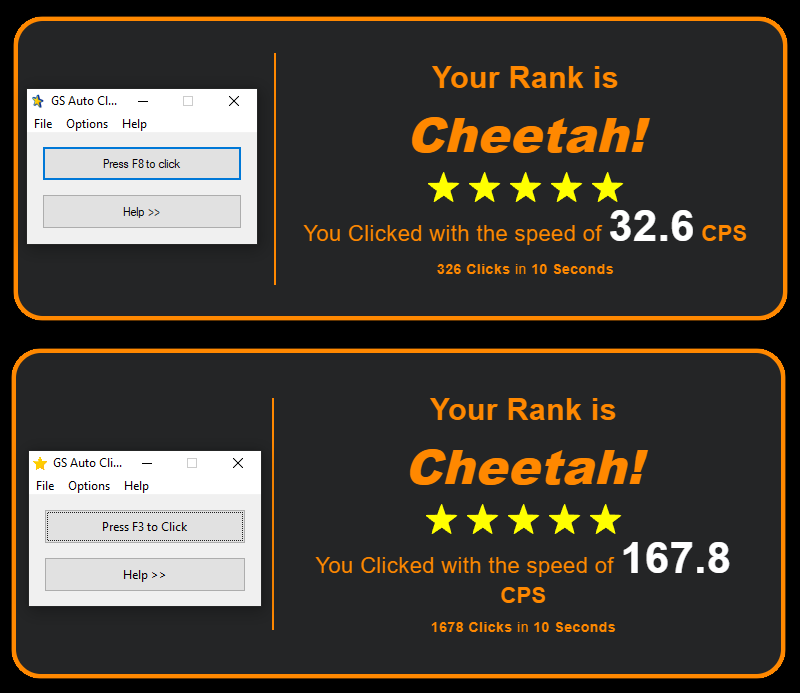 GS Auto Cl...
File Options Help
Press F8 to click
Help >>
Your Rank is
Cheetah!
You Clicked with the speed of 32.6 CPS
326 Clicks in 10 Seconds
GS Auto Cli...
File Options Help
Press F3 to Click
Help >>
Your Rank is
Cheetah!
You Clicked with the speed of 167.8
CPS
1678 Clicks in 10 Seconds